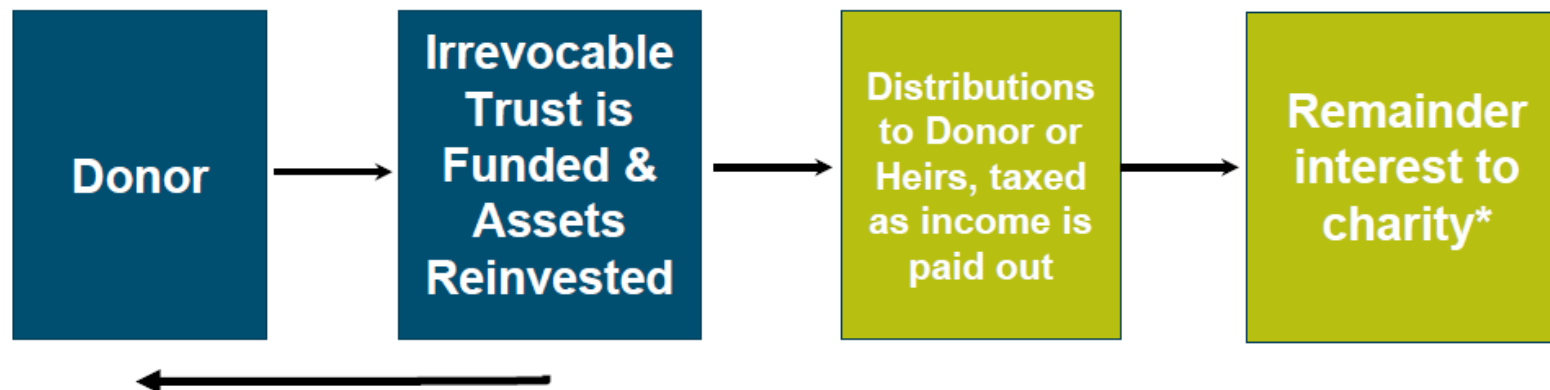 Donor
Irrevocable
Trust is
Funded &
Assets
Reinvested
Distributions
to Donor or
Heirs, taxed
as income is
paid out
Remainder
interest to
charity*